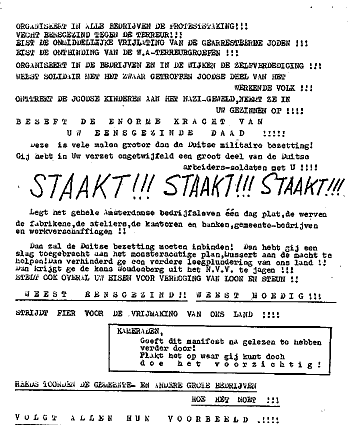 ORGANISEERT IN ALLE BEDRIJVEN DE PROTESTSTAKING!!!
VECHT EENSGEZIND TEGEN DE TERREUR!!!
EIST DE ONMIDDELLIJKE VRIJLATING VAN DE GEARRESTEERDE JODEN !!!
EIST DE ONTBINDING VAN DE W.A-TERREURGROEPEN !!!
ORGANISEERT IN DE BEDRIJVEN EN IN DE WIJKEN DE ZELFVERDEDIGING !!!
WEEST SOLIDAIR MET HET ZWAAR GETROFFEN JOODSE DEEL VAN HET
WERKENDE VOLK !!!
ONTTREKT DE JOODSE KINDEREN AAN HET NAZI-GEWELD, NEEMT ZE IN
UW GEZINNEN OP !!!!
BESEFT DE ENORME KRACHT VAN
UW EENSGEZINDE DAAD !!!!!
Deze is vele malen groter dan de Duitse militaire bezetting!
Gij hebt in Uw verzet ongetwijfeld een groot deel van de Duitse
arbeiders-soldaten met U !!!!
STAAKT!!! STAAKT!!! STAAKT!!!
Legt het gehele Amsterdamse bedrijfsleven één dag plat, de werven
de fabrieken, de ateliers, de kantoren en banken, gemeente-bedrijven
en werkverschaffingen !!
Dan zal de Duitse bezetting moeten inbinden! Dan hebt gij een
slag toegebracht aan het monsterachtige plan, Mussert aan de macht te
helpen! Dan verhindert ge een verdere leegplundering van ons land !!
Dan krijgt ge de kans Woudenberg uit het N.V.V. te jagen !!!
STELT OOK OVERAL UW EISEN VOOR VERHOGING VAN LOON EN STEUN !!
WEEST EENSGEZIND!! WEEST MOEDIG!!!
STRIJDT FIER VOOR DE VRIJMAKING VAN ONS LAND !!!!
KAMERADEN,
Geeft dit manifest na gelezen te hebben
verder door!
Plakt het op waar gij kunt doch
doe het voorzichtig!
REEDS TOONDEN DE GEMEENTE- EN ANDERE GROTE BEDRIJVEN
HOE HET MOET !!!
VOLGT ALLEN HUN VOORBEELD .!!!!